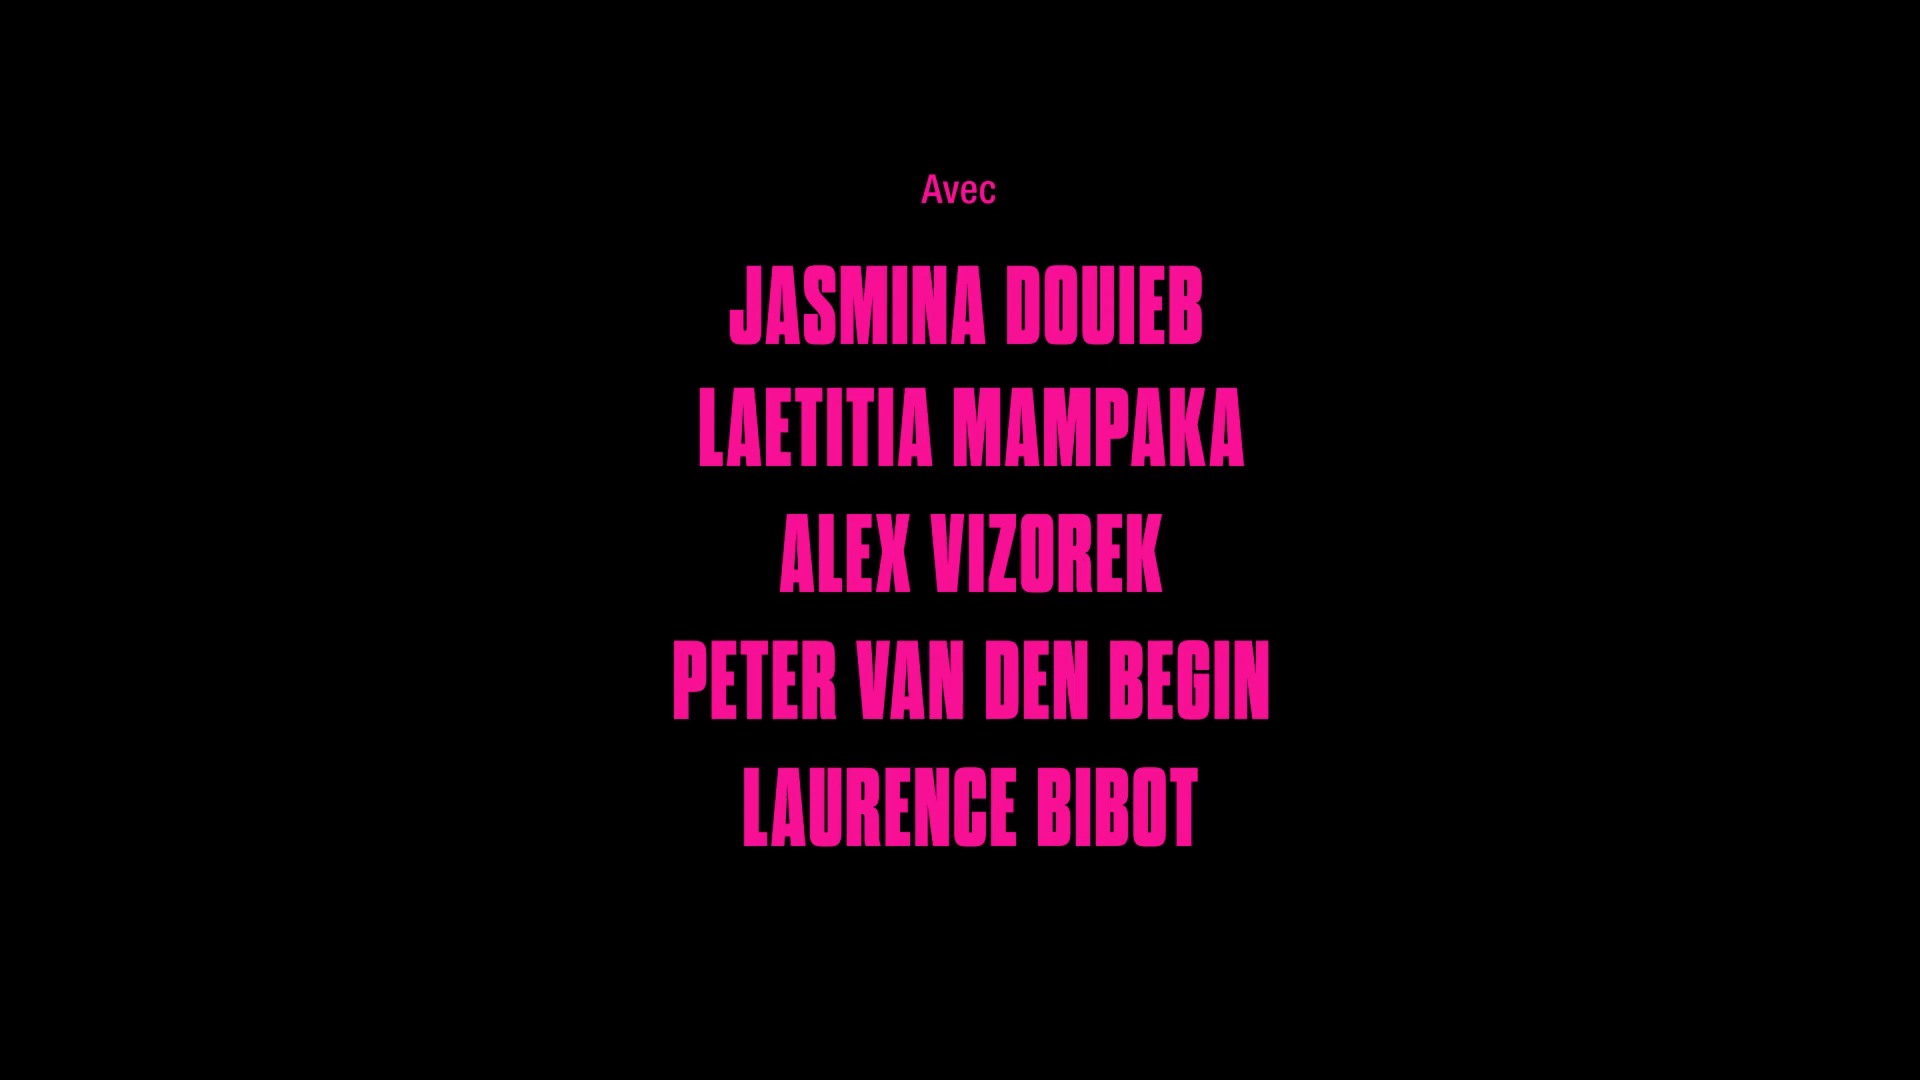 Avec
JASMINA DOUIEB
LAETITIA MAMPAKA
ALEX VIZOREK
PETER VAN DEN BEGIN
LAURENCE BIBOT